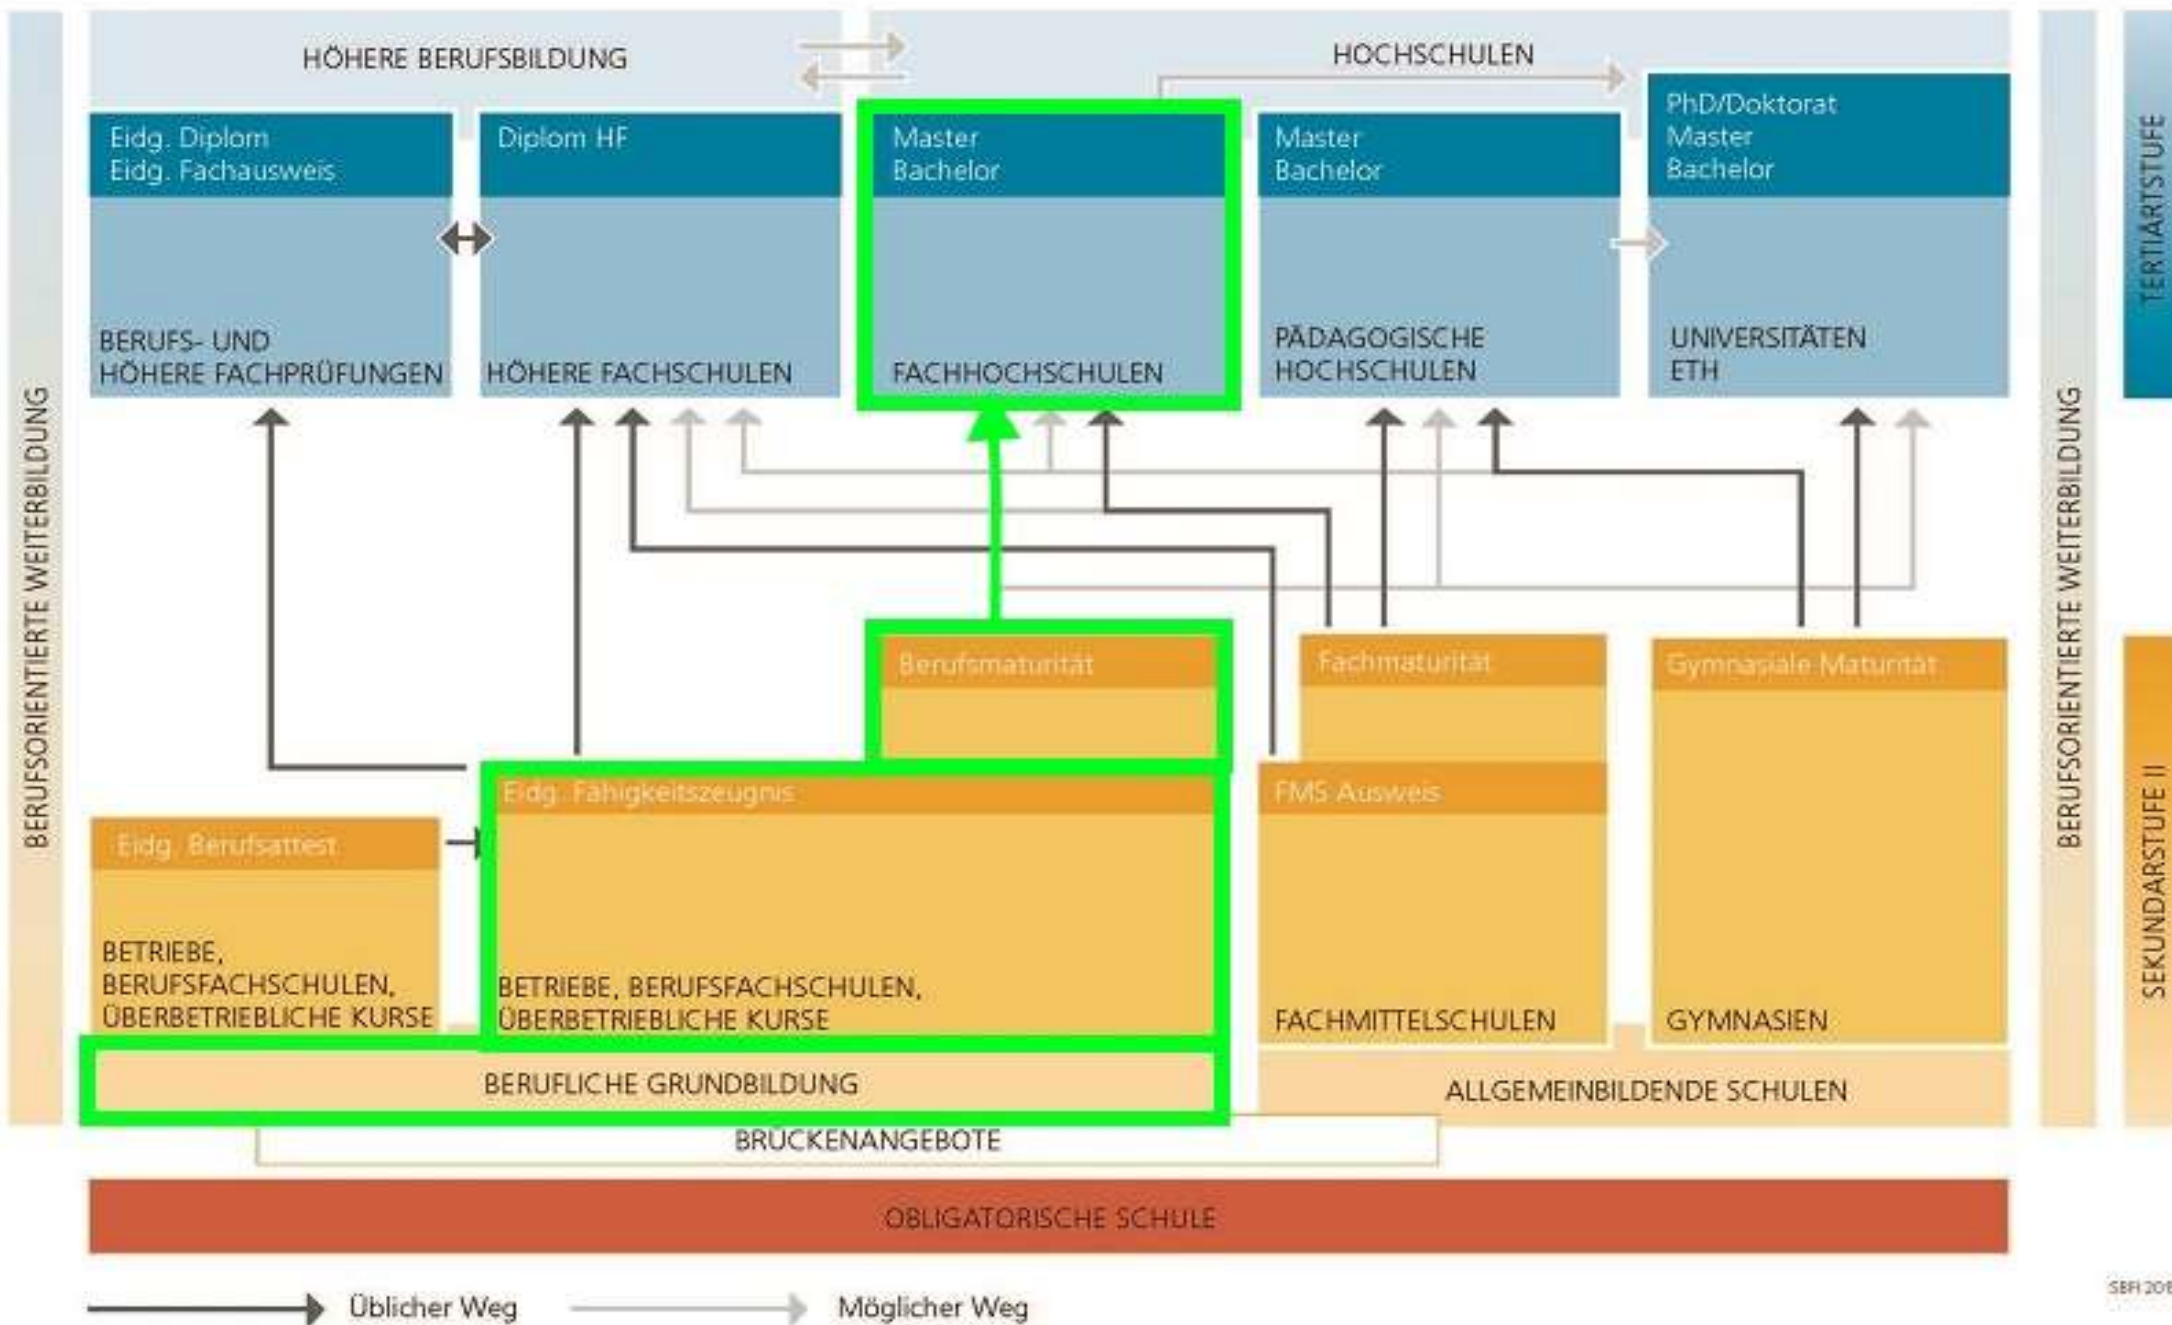 HÖHERE BERUFSBILDUNG
HOCHSCHULEN
Eidg. Diplom
Eidg. Fachausweis
BERUFS- UND
HÖHERE FACHPRÜFUNGEN
Diplom HF
HÖHERE FACHSCHULEN
Master
Bachelor
FACHHOCHSCHULEN
Master
Bachelor
PÄDAGOGISCHE
HOCHSCHULEN
PhD/Doktorat
Master
Bachelor
UNIVERSITÄTEN
ETH
BERUFSORIENTIERTE WEITERBILDUNG
BERUFSORIENTIERTE WEITERBILDUNG
TERTIÄRTSTUFE
SEKUNDARSTUFE II
Berufsmaturität
Fachmaturität
Gymnasiale Maturität
Eidg. Berufsattest
BETRIEBE,
BERUFSFACHSCHULEN,
ÜBERBETRIEBLICHE KURSE
Eidg. Fähigkeitszeugnis
BETRIEBE, BERUFSFACHSCHULEN,
ÜBERBETRIEBLICHE KURSE
FMS Ausweis
FACHMITTELSCHULEN
GYMNASIEN
BERUFLICHE GRUNDBILDUNG
ALLGEMEINBILDENDE SCHULEN
BRÜCKENANGEBOTE
OBLIGATORISCHE SCHULE
Üblicher Weg
Möglicher Weg
SBFI